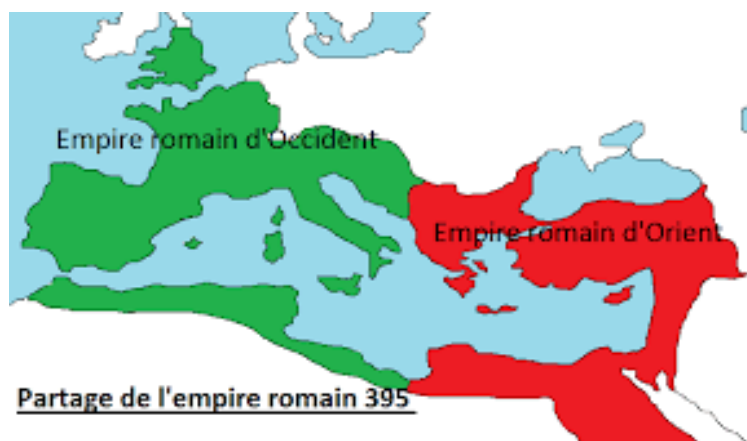 Empire romain d'Occident
Empire romain d'Orient
Partage de l'empire romain 395